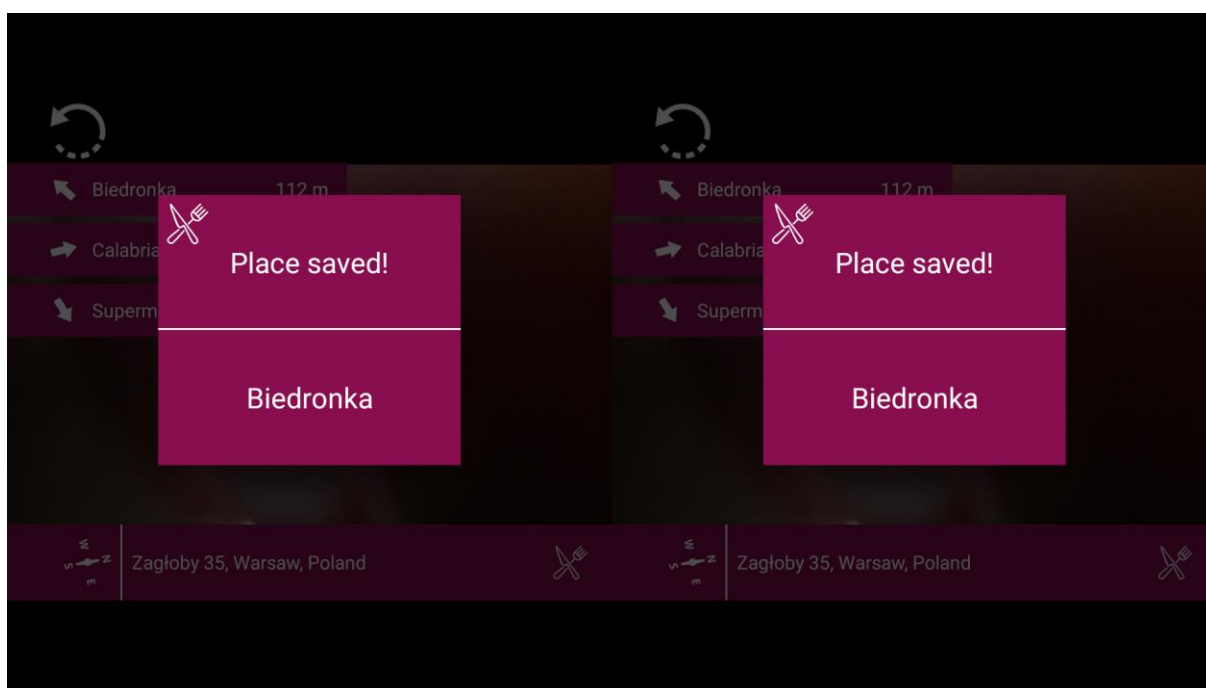 Biedronka 112 m
Calabria
Superm
Place saved!
Biedronka
W
N
S
E
Zagłoby 35, Warsaw, Poland
Biedronka 112 m
Calabria
Superm
Place saved!
Biedronka
W
N
S
E
Zagłoby 35, Warsaw, Poland